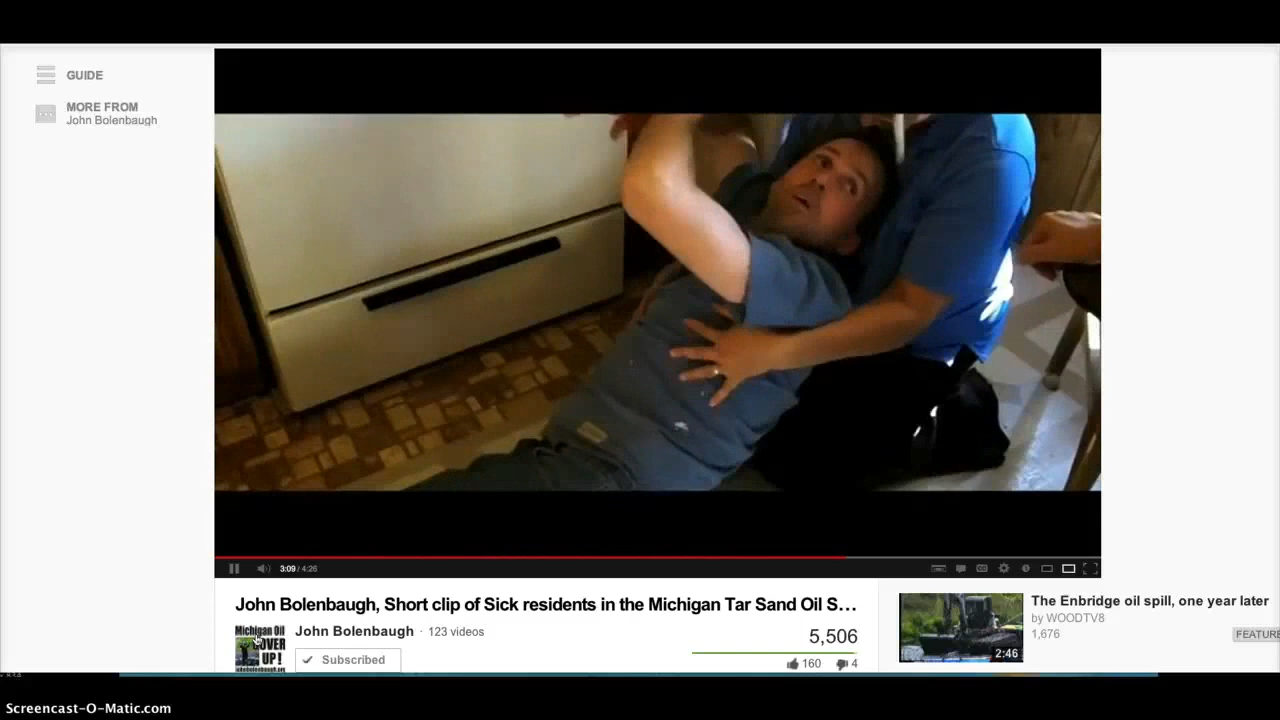 GUIDE
MORE FROM
John Bolenbaugh
3:09 / 4:26
John Bolenbaugh, Short clip of Sick residents in the Michigan Tar Sand Oil S...
Michigan Oil
OVER
UP!
John Bolenbaugh · 123 videos
Subscribed
5,506
160
4
The Enbridge oil spill, one year later
by WOODTV8
1,676
FEATURE
2:46
Screencast-O-Matic.com